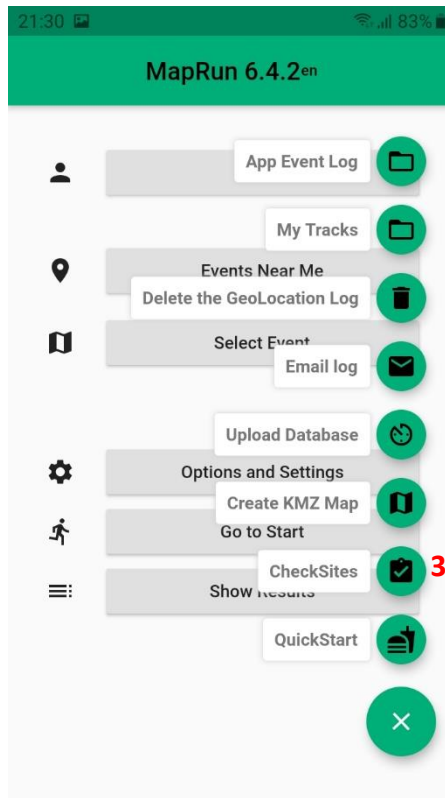 21:30 83%
MapRun 6.4.2en
App Event Log
My Tracks
Events Near Me
Delete the GeoLocation Log
Select Event
Email log
Upload Database
Options and Settings
Create KMZ Map
Go to Start
CheckSites 3
Show Results
QuickStart